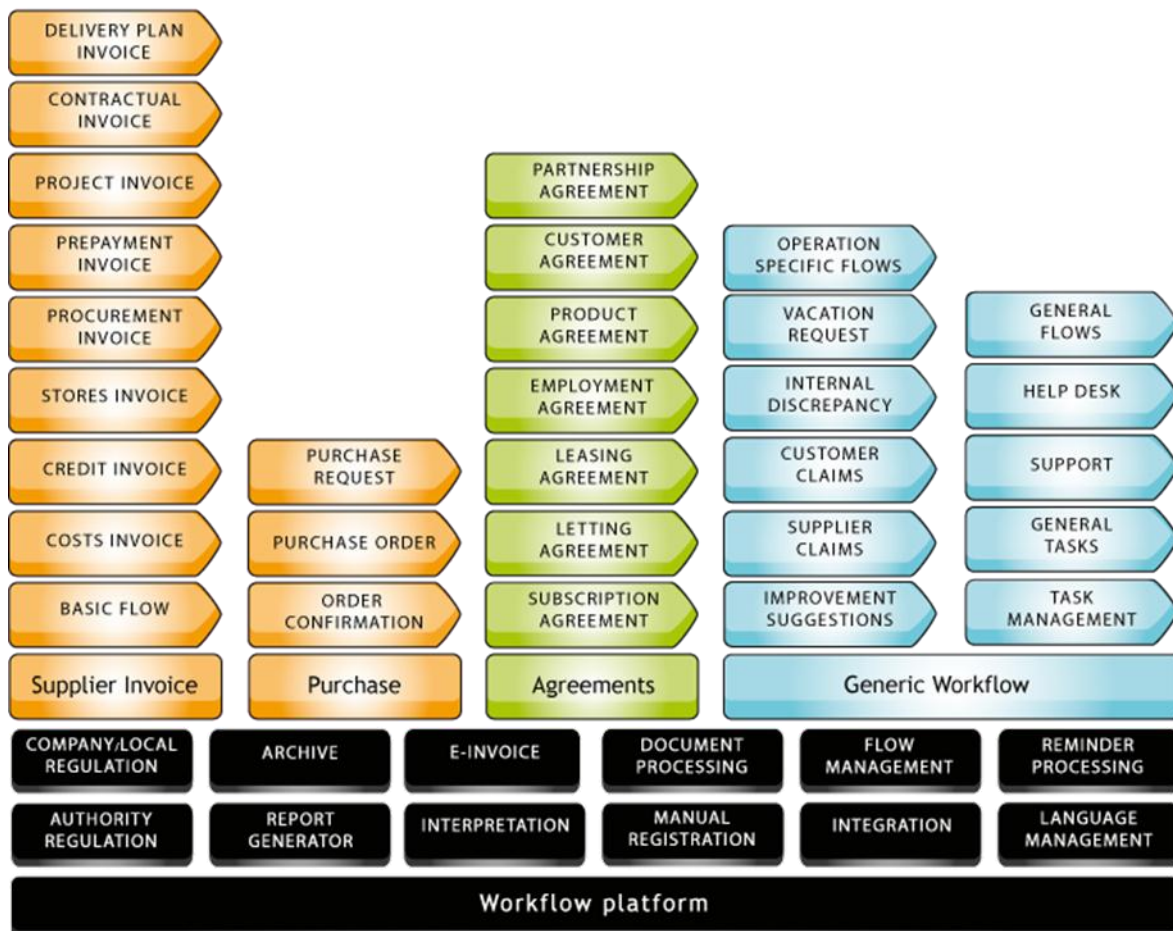 DELIVERY PLAN
INVOICE
CONTRACTUAL
INVOICE
PROJECT INVOICE
PREPAYMENT
INVOICE
PROCUREMENT
INVOICE
STORES INVOICE
CREDIT INVOICE
COSTS INVOICE
BASIC FLOW
Supplier Invoice
PURCHASE
REQUEST
PURCHASE ORDER
ORDER
CONFIRMATION
Purchase
PARTNERSHIP
AGREEMENT
CUSTOMER
AGREEMENT
PRODUCT
AGREEMENT
EMPLOYMENT
AGREEMENT
LEASING
AGREEMENT
LETTING
AGREEMENT
SUBSCRIPTION
AGREEMENT
Agreements
OPERATION
SPECIFIC FLOWS
VACATION
REQUEST
INTERNAL
DISCREPANCY
CUSTOMER
CLAIMS
SUPPLIER
CLAIMS
IMPROVEMENT
SUGGESTIONS
GENERAL
FLOWS
HELP DESK
SUPPORT
GENERAL
TASKS
TASK
MANAGEMENT
Generic Workflow
COMPANY/LOCAL
REGULATION
ARCHIVE
E-INVOICE
DOCUMENT
PROCESSING
FLOW
MANAGEMENT
REMINDER
PROCESSING
AUTHORITY
REGULATION
REPORT
GENERATOR
INTERPRETATION
MANUAL
REGISTRATION
INTEGRATION
LANGUAGE
MANAGEMENT
Workflow platform